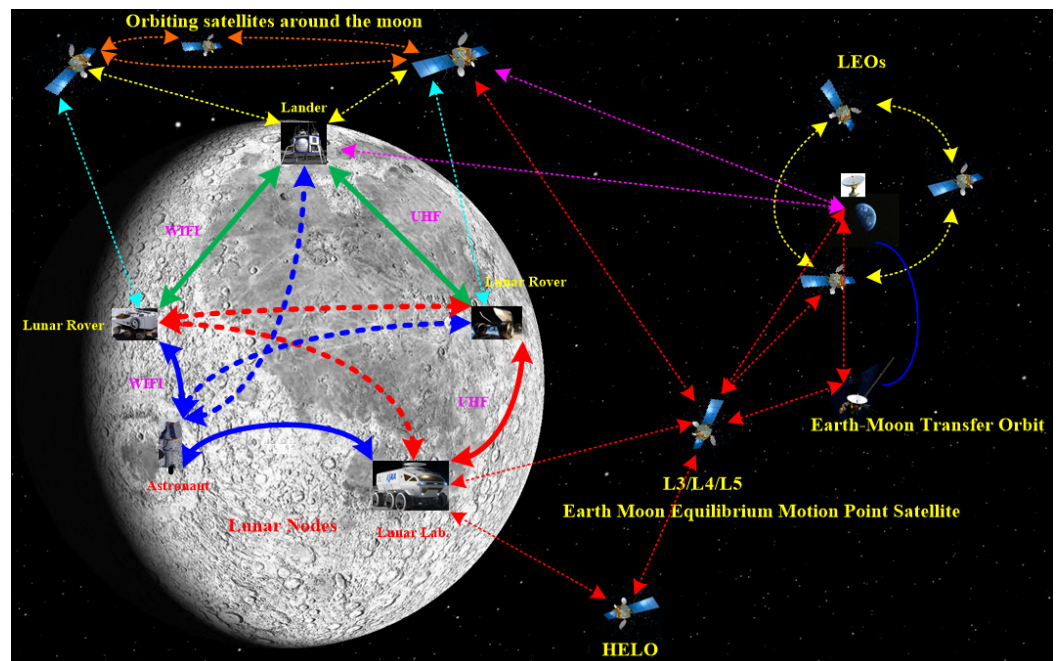 Orbiting satellites around the moon
LEOs
Lander
WIFI
UHF
Lunar Rover
Lunar Rover
WIFI
UHF
Earth-Moon Transfer Orbit
Astronaut
L3/L4/L5
Earth Moon Equilibrium Motion Point Satellite
Lunar Nodes
Lunar Lab.
HELO